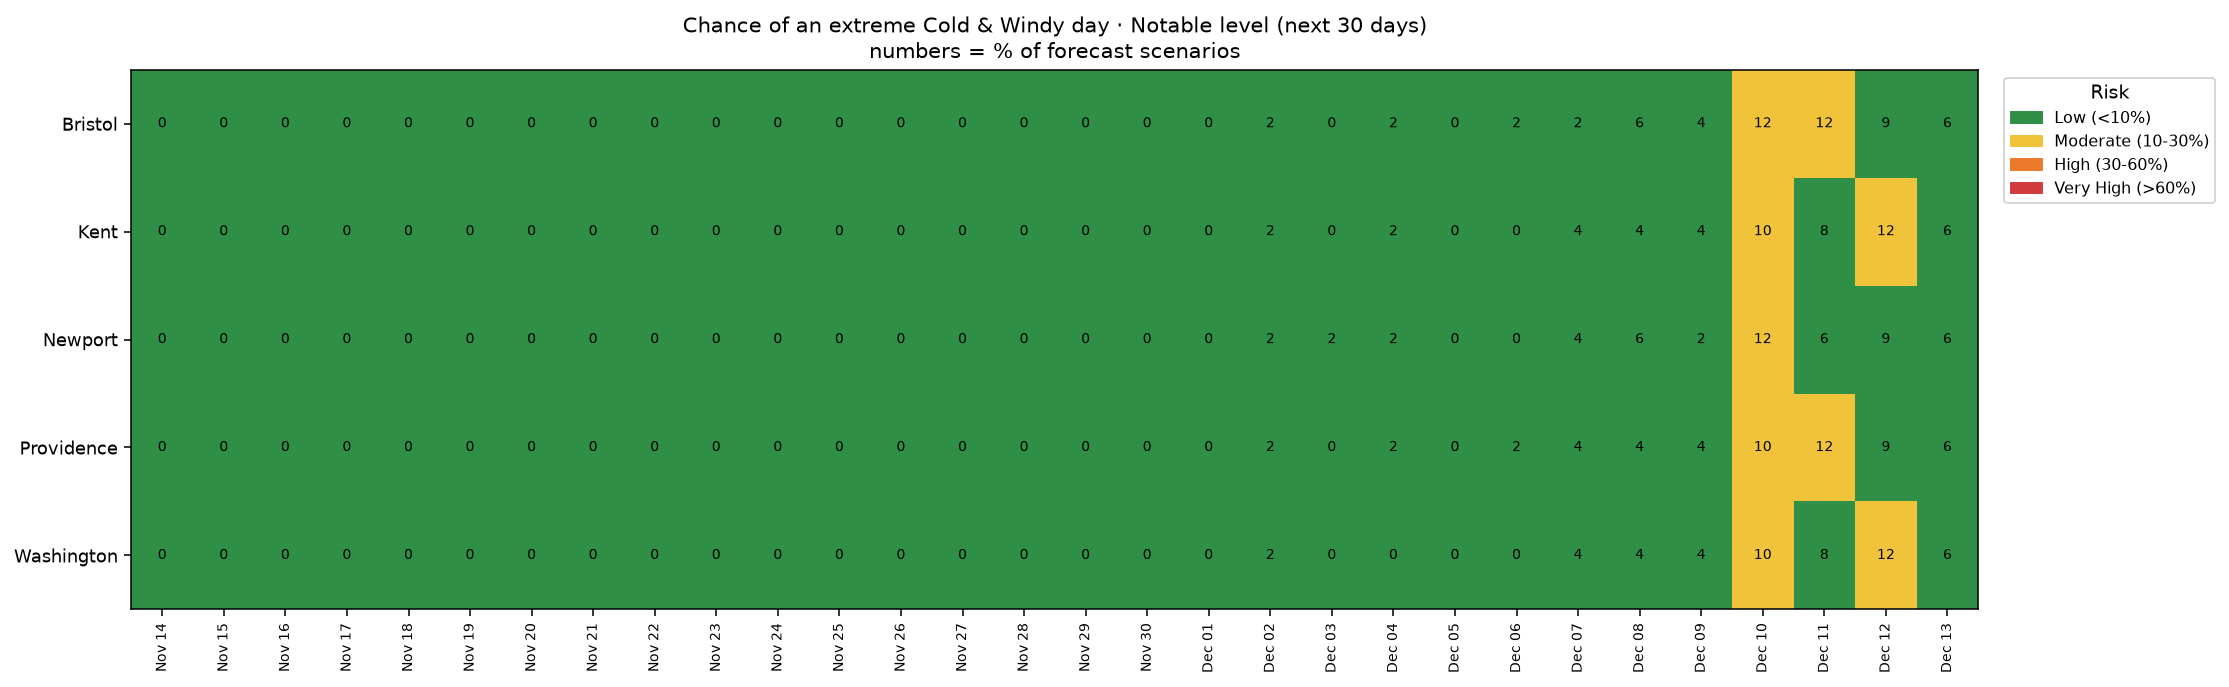 Chance of an extreme Cold & Windy day · Notable level (next 30 days)
numbers = % of forecast scenarios
Risk
Low (<10%)
Moderate (10-30%)
High (30-60%)
Very High (>60%)
Bristol 0 0 0 0 0 0 0 0 0 0 0 0 0 0 0 0 0 0 2 0 2 0 2 2 6 4 12 12 9 6
Kent 0 0 0 0 0 0 0 0 0 0 0 0 0 0 0 0 0 0 2 0 2 0 0 4 4 4 10 8 12 6
Newport 0 0 0 0 0 0 0 0 0 0 0 0 0 0 0 0 0 0 2 2 2 0 0 4 6 2 12 6 9 6
Providence 0 0 0 0 0 0 0 0 0 0 0 0 0 0 0 0 0 0 2 0 2 0 2 4 4 4 10 12 9 6
Washington 0 0 0 0 0 0 0 0 0 0 0 0 0 0 0 0 0 0 2 0 0 0 0 4 4 4 10 8 12 6
Nov 14 Nov 15 Nov 16 Nov 17 Nov 18 Nov 19 Nov 20 Nov 21 Nov 22 Nov 23 Nov 24 Nov 25 Nov 26 Nov 27 Nov 28 Nov 29 Nov 30 Dec 01 Dec 02 Dec 03 Dec 04 Dec 05 Dec 06 Dec 07 Dec 08 Dec 09 Dec 10 Dec 11 Dec 12 Dec 13